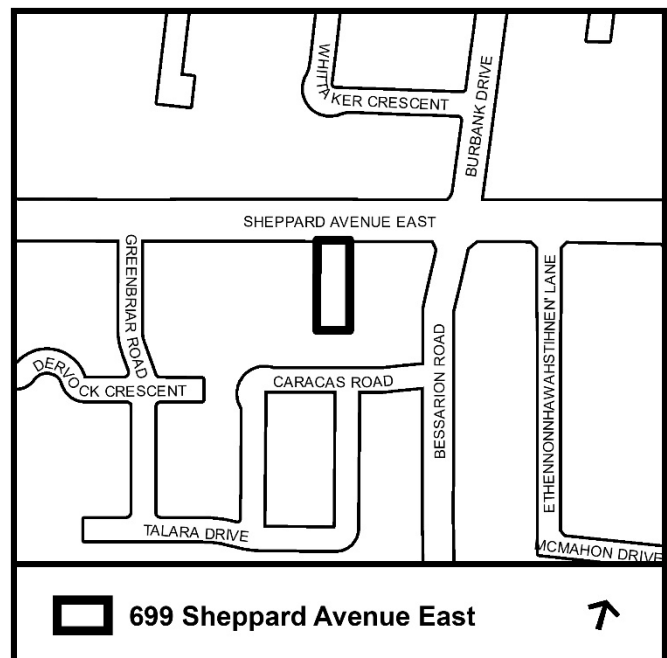 WHITTAKER CRESCENT
BURBANK DRIVE
SHEPPARD AVENUE EAST
GREENBRIAR ROAD
DERVOCK CRESCENT
CARACAS ROAD
BESSARION ROAD
ETHENNONNHAWAHSTIHNEN' LANE
TALARA DRIVE
MCMAHON DRIVE
699 Sheppard Avenue East